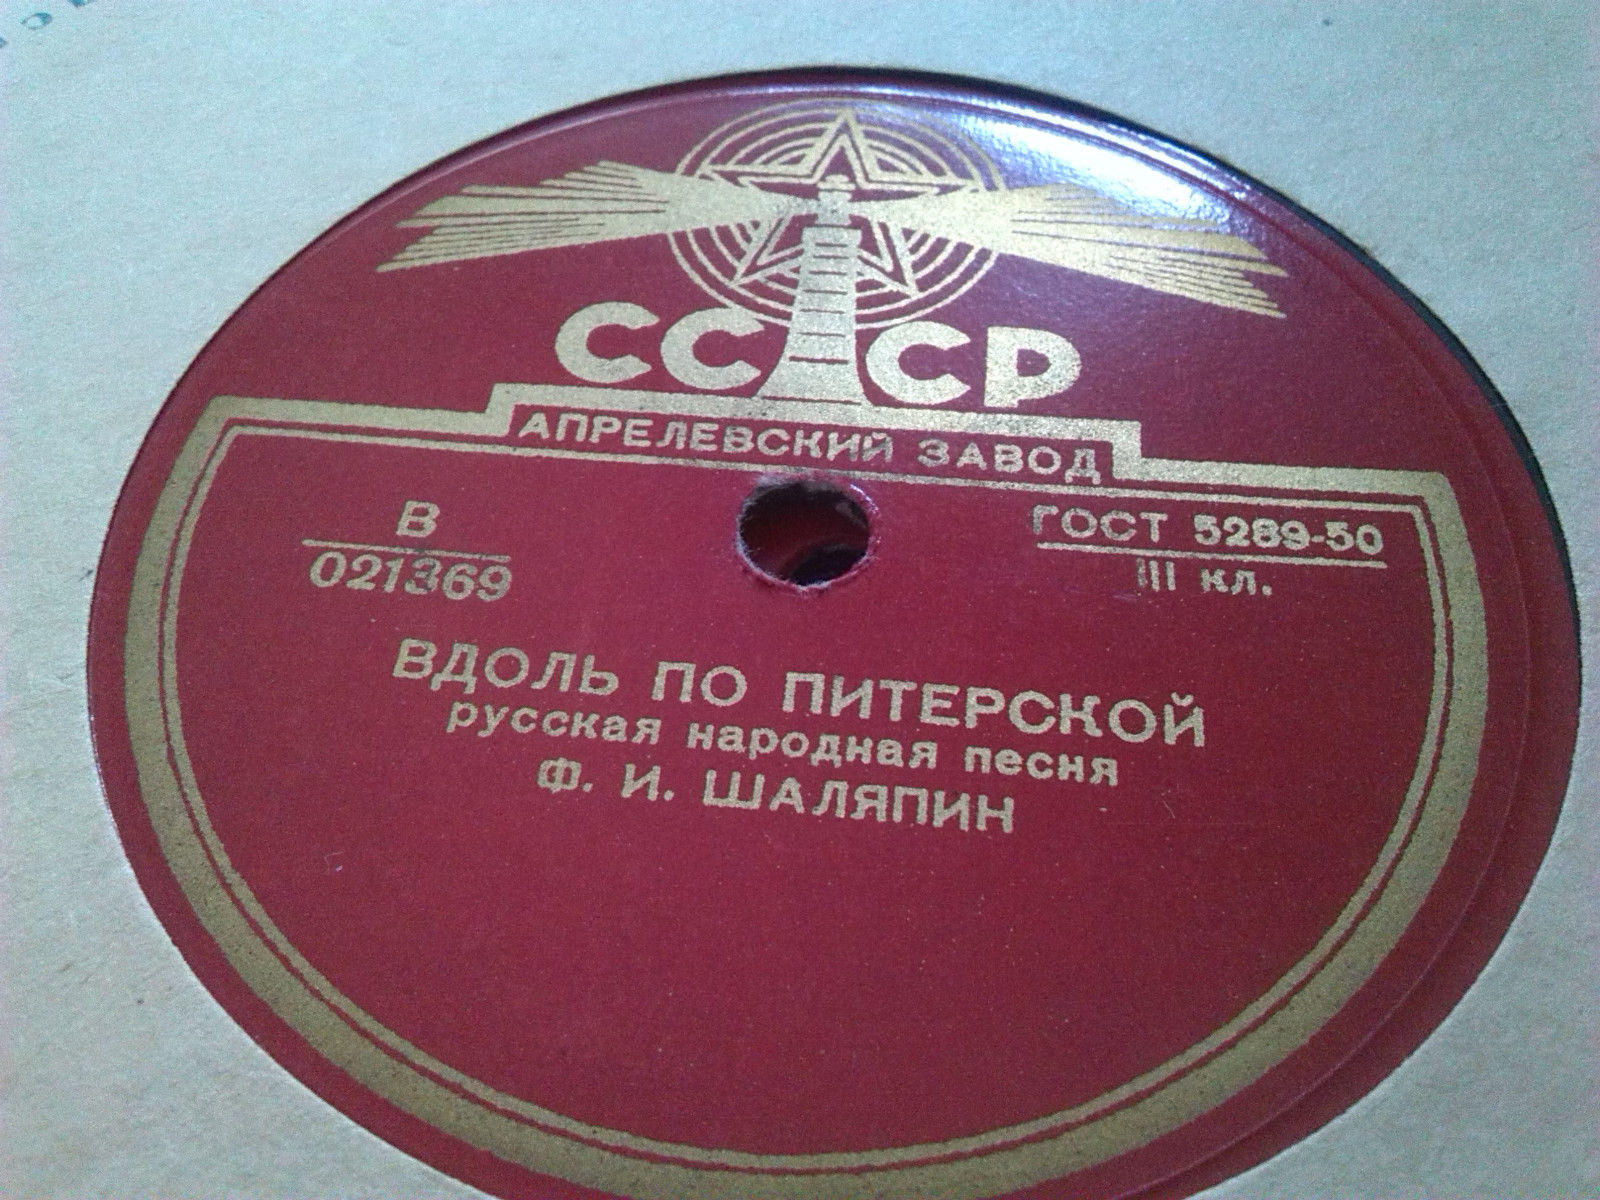 СССР
АПРЕЛЕВСКИЙ ЗАВОД
В
021369
ГОСТ 5289-50
III кл.
ВДОЛЬ ПО ПИТЕРСКОЙ
русская народная песня
Ф. И. ШАЛЯПИН